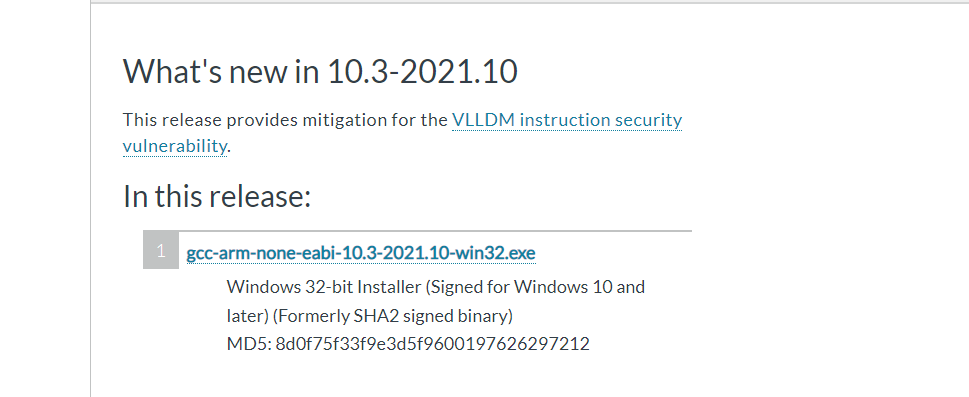 What's new in 10.3-2021.10
This release provides mitigation for the VLLDM instruction security
vulnerability.
In this release:
1 gcc-arm-none-eabi-10.3-2021.10-win32.exe
Windows 32-bit Installer (Signed for Windows 10 and
later) (Formerly SHA2 signed binary)
MD5: 8d0f75f33f9e3d5f9600197626297212